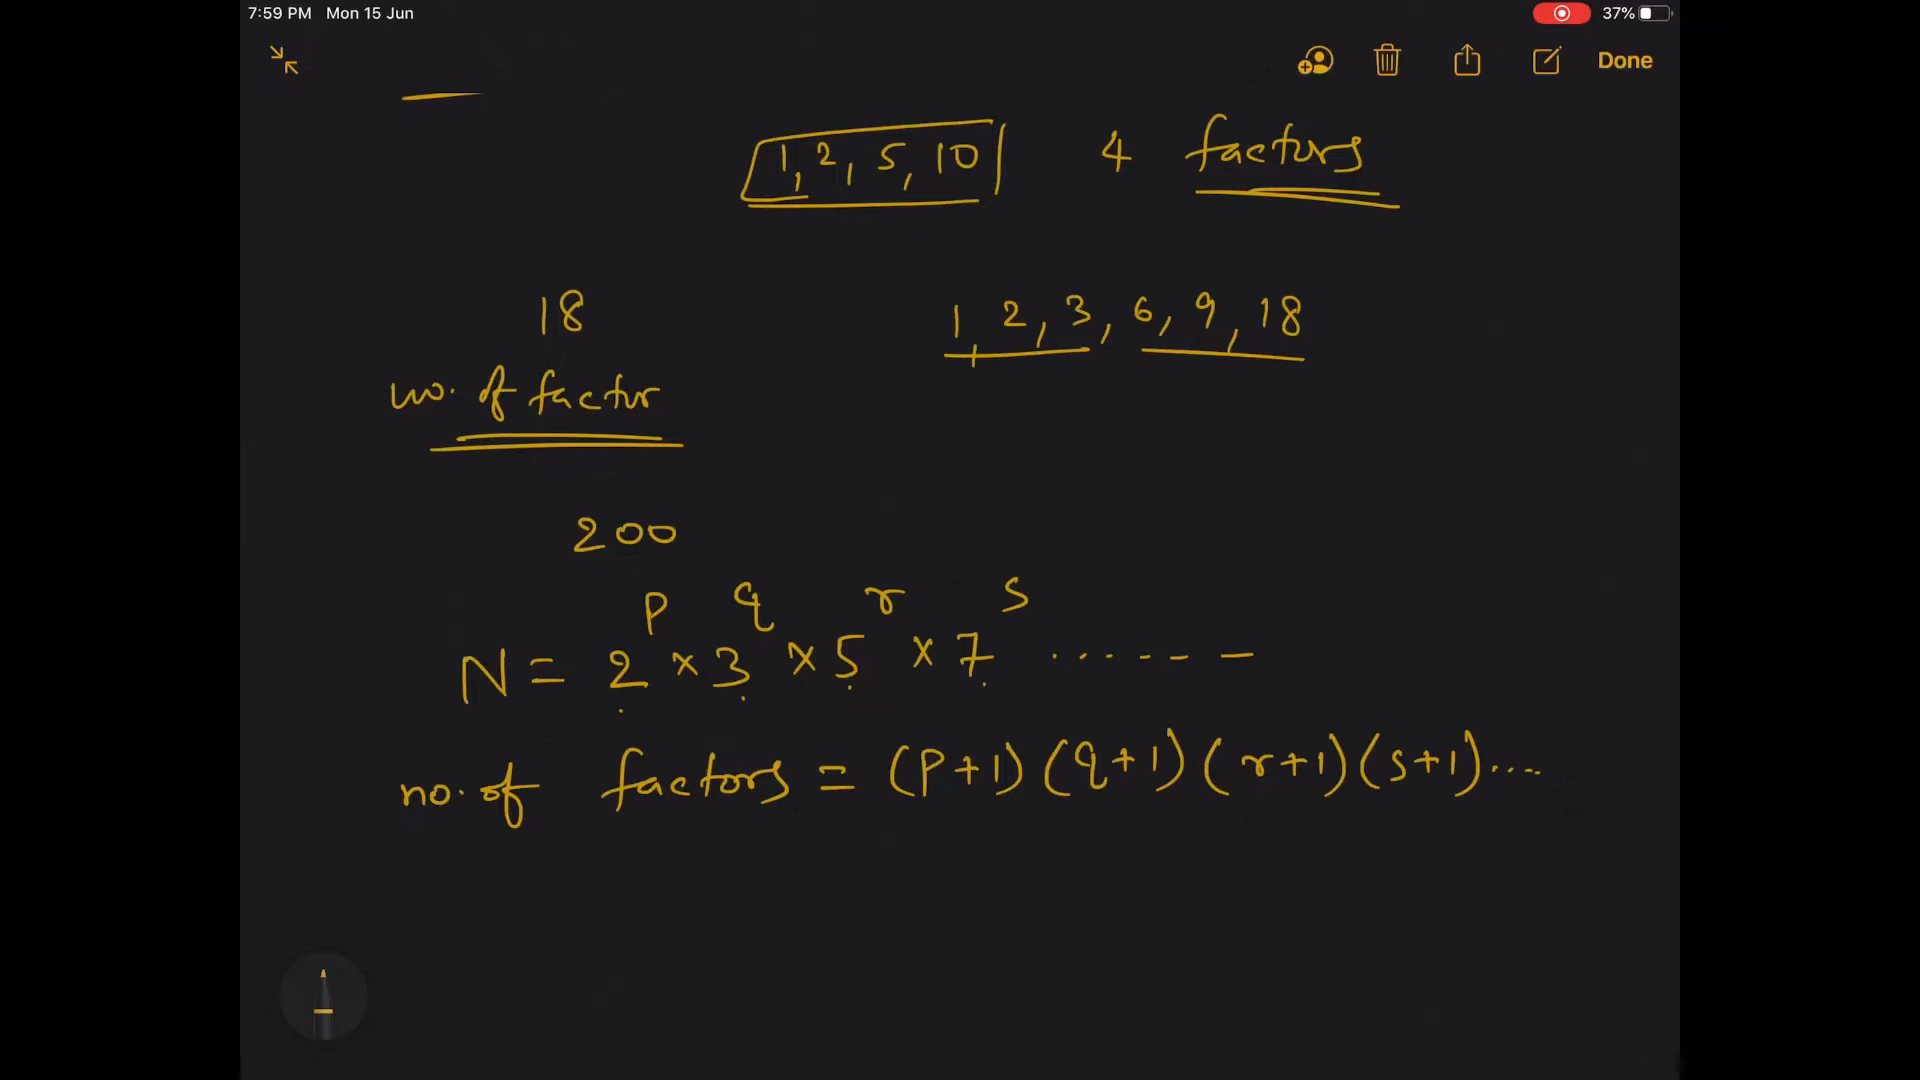 7:59 PM Mon 15 Jun 37%
Done
1, 2, 5, 10 4 factors
18 1, 2, 3, 6, 9, 18
no. of factor
200
N = 2^p × 3^q × 5^r × 7^s ......--
no. of factors = (p+1)(q+1)(r+1)(s+1)....